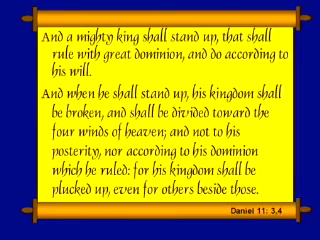 And a mighty king shall stand up, that shall
rule with great dominion, and do according to
his will.
And when he shall stand up, his kingdom shall
be broken, and shall be divided toward the
four winds of heaven; and not to his
posterity, nor according to his dominion
which he ruled: for his kingdom shall be
plucked up, even for others beside those.
Daniel 11: 3,4